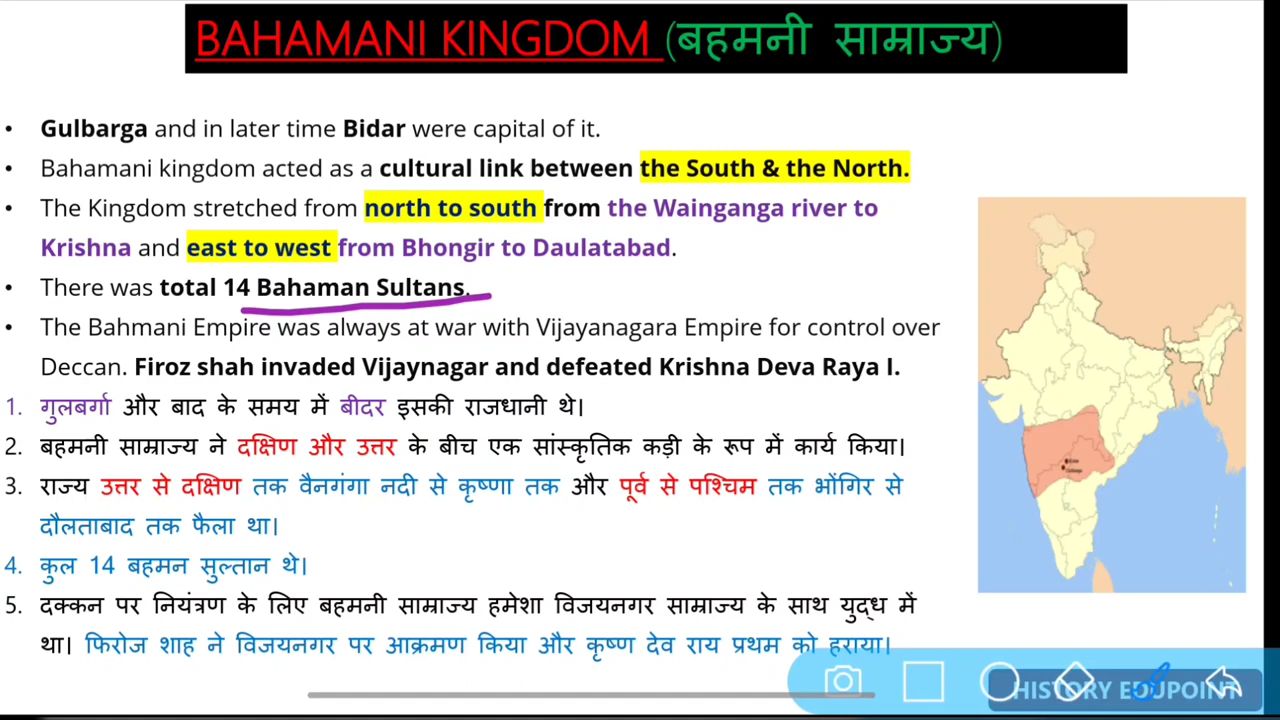 BAHAMANI KINGDOM (बहमनी साम्राज्य)
• Gulbarga and in later time Bidar were capital of it.
• Bahamani kingdom acted as a cultural link between the South & the North.
• The Kingdom stretched from north to south from the Wainganga river to
Krishna and east to west from Bhongir to Daulatabad.
• There was total 14 Bahaman Sultans.
• The Bahmani Empire was always at war with Vijayanagara Empire for control over
Deccan. Firoz shah invaded Vijaynagar and defeated Krishna Deva Raya I.
1. गुलबर्गा और बाद के समय में बीदर इसकी राजधानी थे।
2. बहमनी साम्राज्य ने दक्षिण और उत्तर के बीच एक सांस्कृतिक कड़ी के रूप में कार्य किया।
3. राज्य उत्तर से दक्षिण तक वैनगंगा नदी से कृष्णा तक और पूर्व से पश्चिम तक भोंगिर से
दौलताबाद तक फैला था।
4. कुल 14 बहमन सुल्तान थे।
5. दक्कन पर नियंत्रण के लिए बहमनी साम्राज्य हमेशा विजयनगर साम्राज्य के साथ युद्ध में
था। फिरोज शाह ने विजयनगर पर आक्रमण किया और कृष्ण देव राय प्रथम को हराया।
HISTORY EDUPOINT